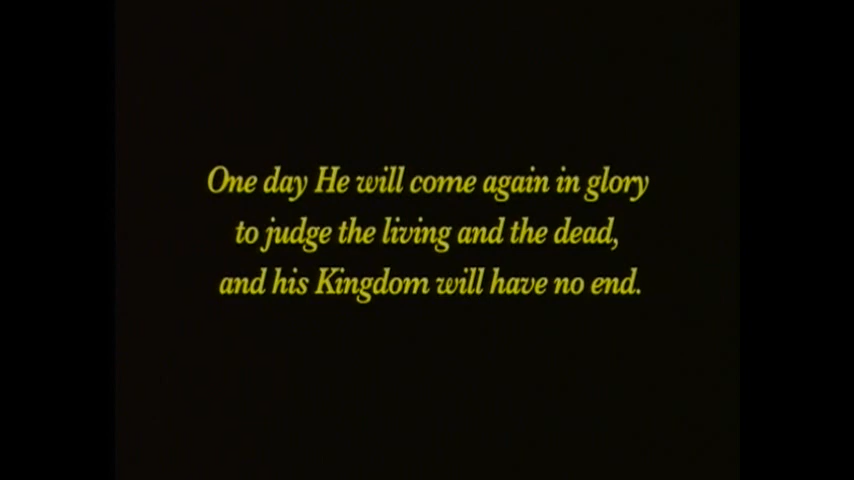 One day He will come again in glory
to judge the living and the dead,
and his Kingdom will have no end.